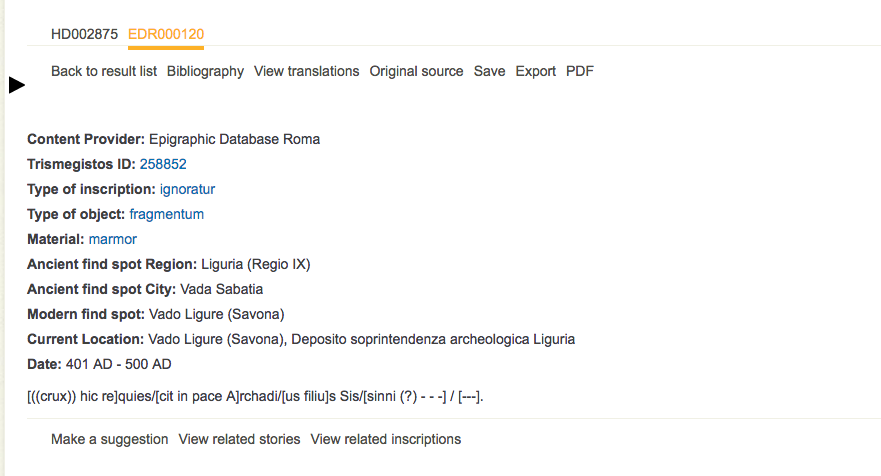 HD002875 EDR000120
Back to result list Bibliography View translations Original source Save Export PDF
Content Provider: Epigraphic Database Roma
Trismegistos ID: 258852
Type of inscription: ignoratur
Type of object: fragmentum
Material: marmor
Ancient find spot Region: Liguria (Regio IX)
Ancient find spot City: Vada Sabatia
Modern find spot: Vado Ligure (Savona)
Current Location: Vado Ligure (Savona), Deposito soprintendenza archeologica Liguria
Date: 401 AD - 500 AD
[((crux)) hic re]quies/[cit in pace A]rchadi/[us filiu]s Sis/[sinni (?) - - -] / [---].
Make a suggestion View related stories View related inscriptions